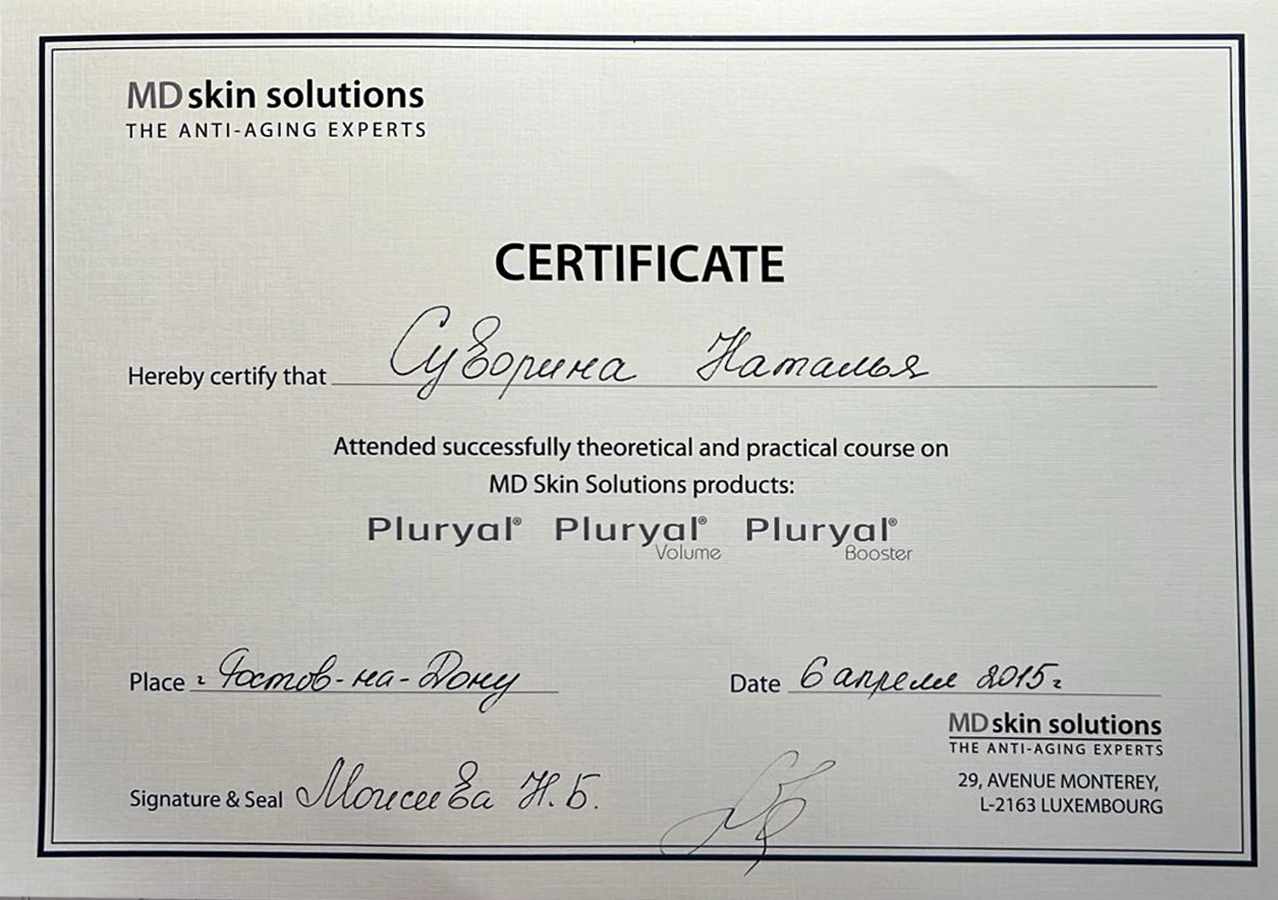 MD skin solutions
THE ANTI-AGING EXPERTS
CERTIFICATE
Hereby certify that Суворина Наталья
Attended successfully theoretical and practical course on
MD Skin Solutions products:
Pluryal® Pluryal® Volume Pluryal® Booster
Place г Ростов-на-Дону Date 6 апреля 2015г
MD skin solutions
THE ANTI-AGING EXPERTS
Signature & Seal Моисеева Н.Б.
29, AVENUE MONTEREY,
L-2163 LUXEMBOURG